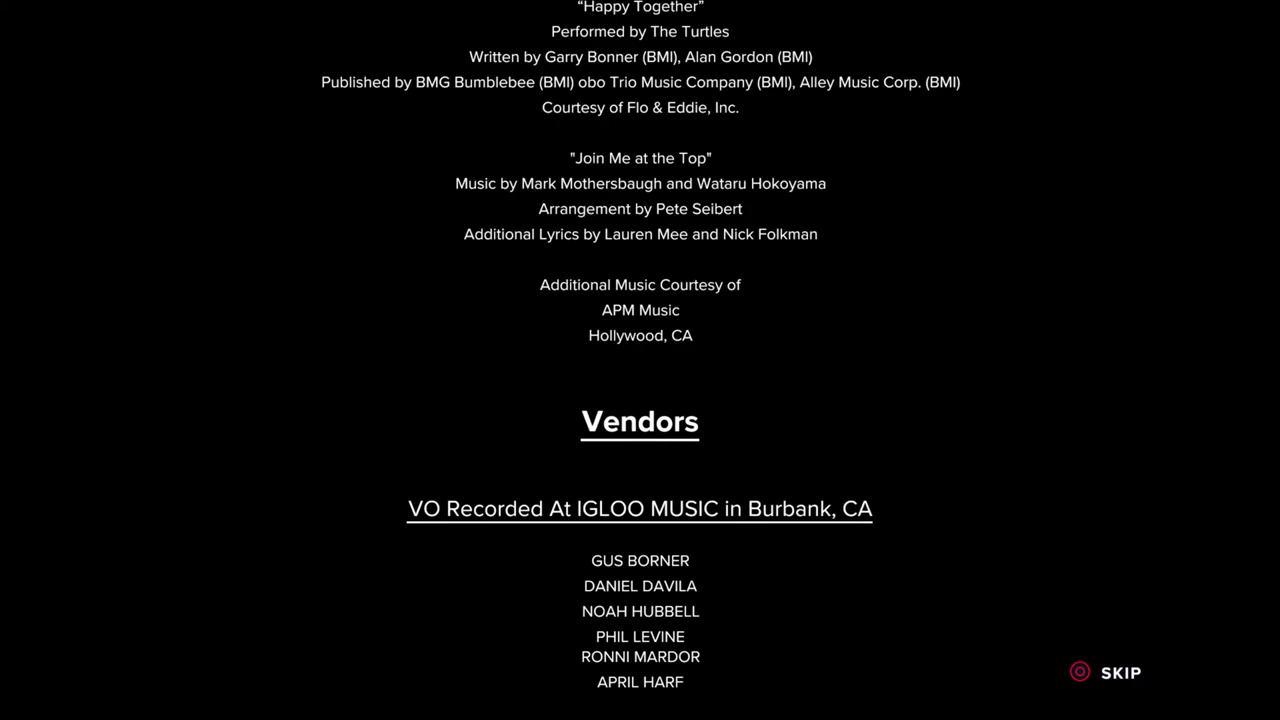 “Happy Together”
Performed by The Turtles
Written by Garry Bonner (BMI), Alan Gordon (BMI)
Published by BMG Bumblebee (BMI) obo Trio Music Company (BMI), Alley Music Corp. (BMI)
Courtesy of Flo & Eddie, Inc.
"Join Me at the Top"
Music by Mark Mothersbaugh and Wataru Hokoyama
Arrangement by Pete Seibert
Additional Lyrics by Lauren Mee and Nick Folkman
Additional Music Courtesy of
APM Music
Hollywood, CA
Vendors
VO Recorded At IGLOO MUSIC in Burbank, CA
GUS BORNER
DANIEL DAVILA
NOAH HUBBELL
PHIL LEVINE
RONNI MARDOR
APRIL HARF
SKIP